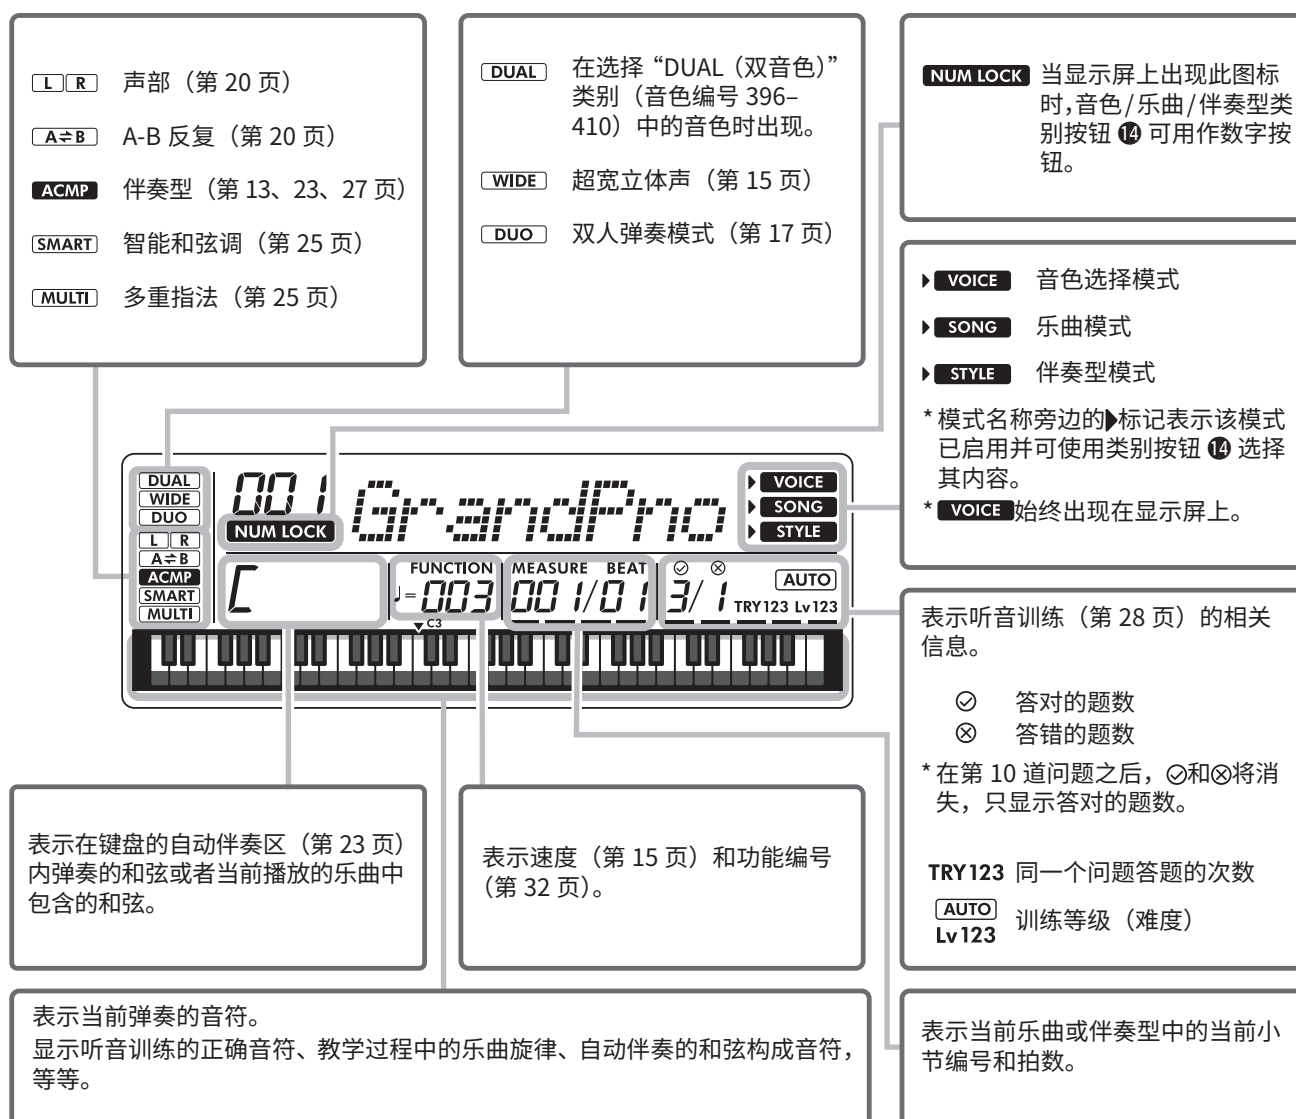 L R 声部（第 20 页）
A⇌B A-B 反复（第 20 页）
ACMP 伴奏型（第 13、23、27 页）
SMART 智能和弦调（第 25 页）
MULTI 多重指法（第 25 页）
DUAL 在选择“DUAL（双音色）”
类别（音色编号 396–
410）中的音色时出现。
WIDE 超宽立体声（第 15 页）
DUO 双人弹奏模式（第 17 页）
NUM LOCK 当显示屏上出现此图标
时，音色/乐曲/伴奏型类
别按钮 ⓮ 可用作数字按
钮。
VOICE 音色选择模式
SONG 乐曲模式
STYLE 伴奏型模式
* 模式名称旁边的▶标记表示该模式
已启用并可使用类别按钮 ⓮ 选择
其内容。
* VOICE 始终出现在显示屏上。
DUAL
WIDE
DUO
L R
A⇌B
ACMP
SMART
MULTI
001 GrandPno
NUM LOCK
VOICE
SONG
STYLE
C
FUNCTION
♩= 003
MEASURE BEAT
001/01
3/ 1
AUTO
TRY123 Lv123
C3
表示听音训练（第 28 页）的相关
信息。
答对的题数
⊗ 答错的题数
* 在第 10 道问题之后，✓和⊗将消
失，只显示答对的题数。
TRY123 同一个问题答题的次数
AUTO
Lv123 训练等级（难度）
表示在键盘的自动伴奏区（第 23 页）
内弹奏的和弦或者当前播放的乐曲中
包含的和弦。
表示速度（第 15 页）和功能编号
（第 32 页）。
表示当前弹奏的音符。
显示听音训练的正确音符、教学过程中的乐曲旋律、自动伴奏的和弦构成音符，
等等。
表示当前乐曲或伴奏型中的当前小
节编号和拍数。